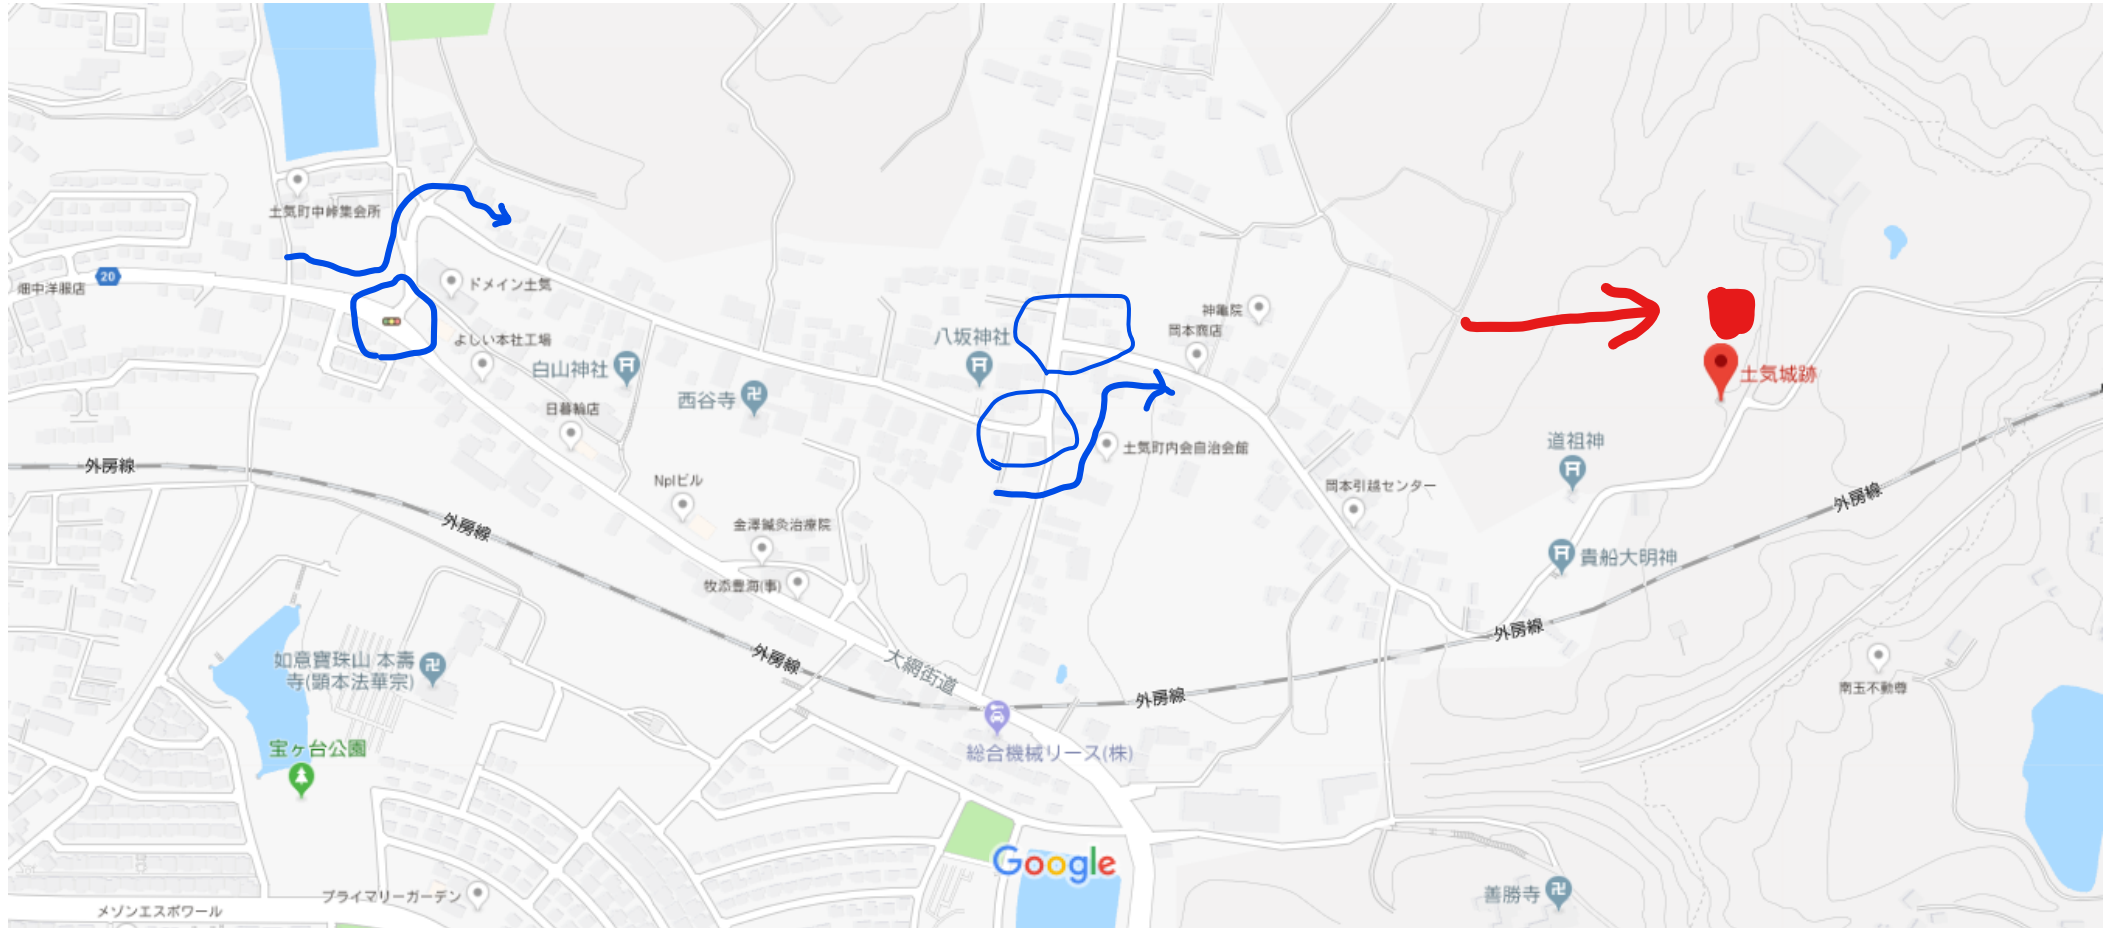 土気町中峠集会所
20
畑中洋服店
ドメイン土気
よしい本社工場
白山神社
西谷寺
日暮輪店
八坂神社
神龜院
岡本商店
土気城跡
道祖神
土気町内会自治会館
岡本引越センター
外房線
外房線
Nplビル
金澤鍼灸治療院
牧添豊海(事)
外房線
貴船大明神
外房線
外房線
大網街道
外房線
如意寶珠山 本壽
寺(顕本法華宗)
南玉不動尊
宝ヶ台公園
総合機械リース(株)
Google
プライマリーガーデン
メゾンエスポワール
善勝寺